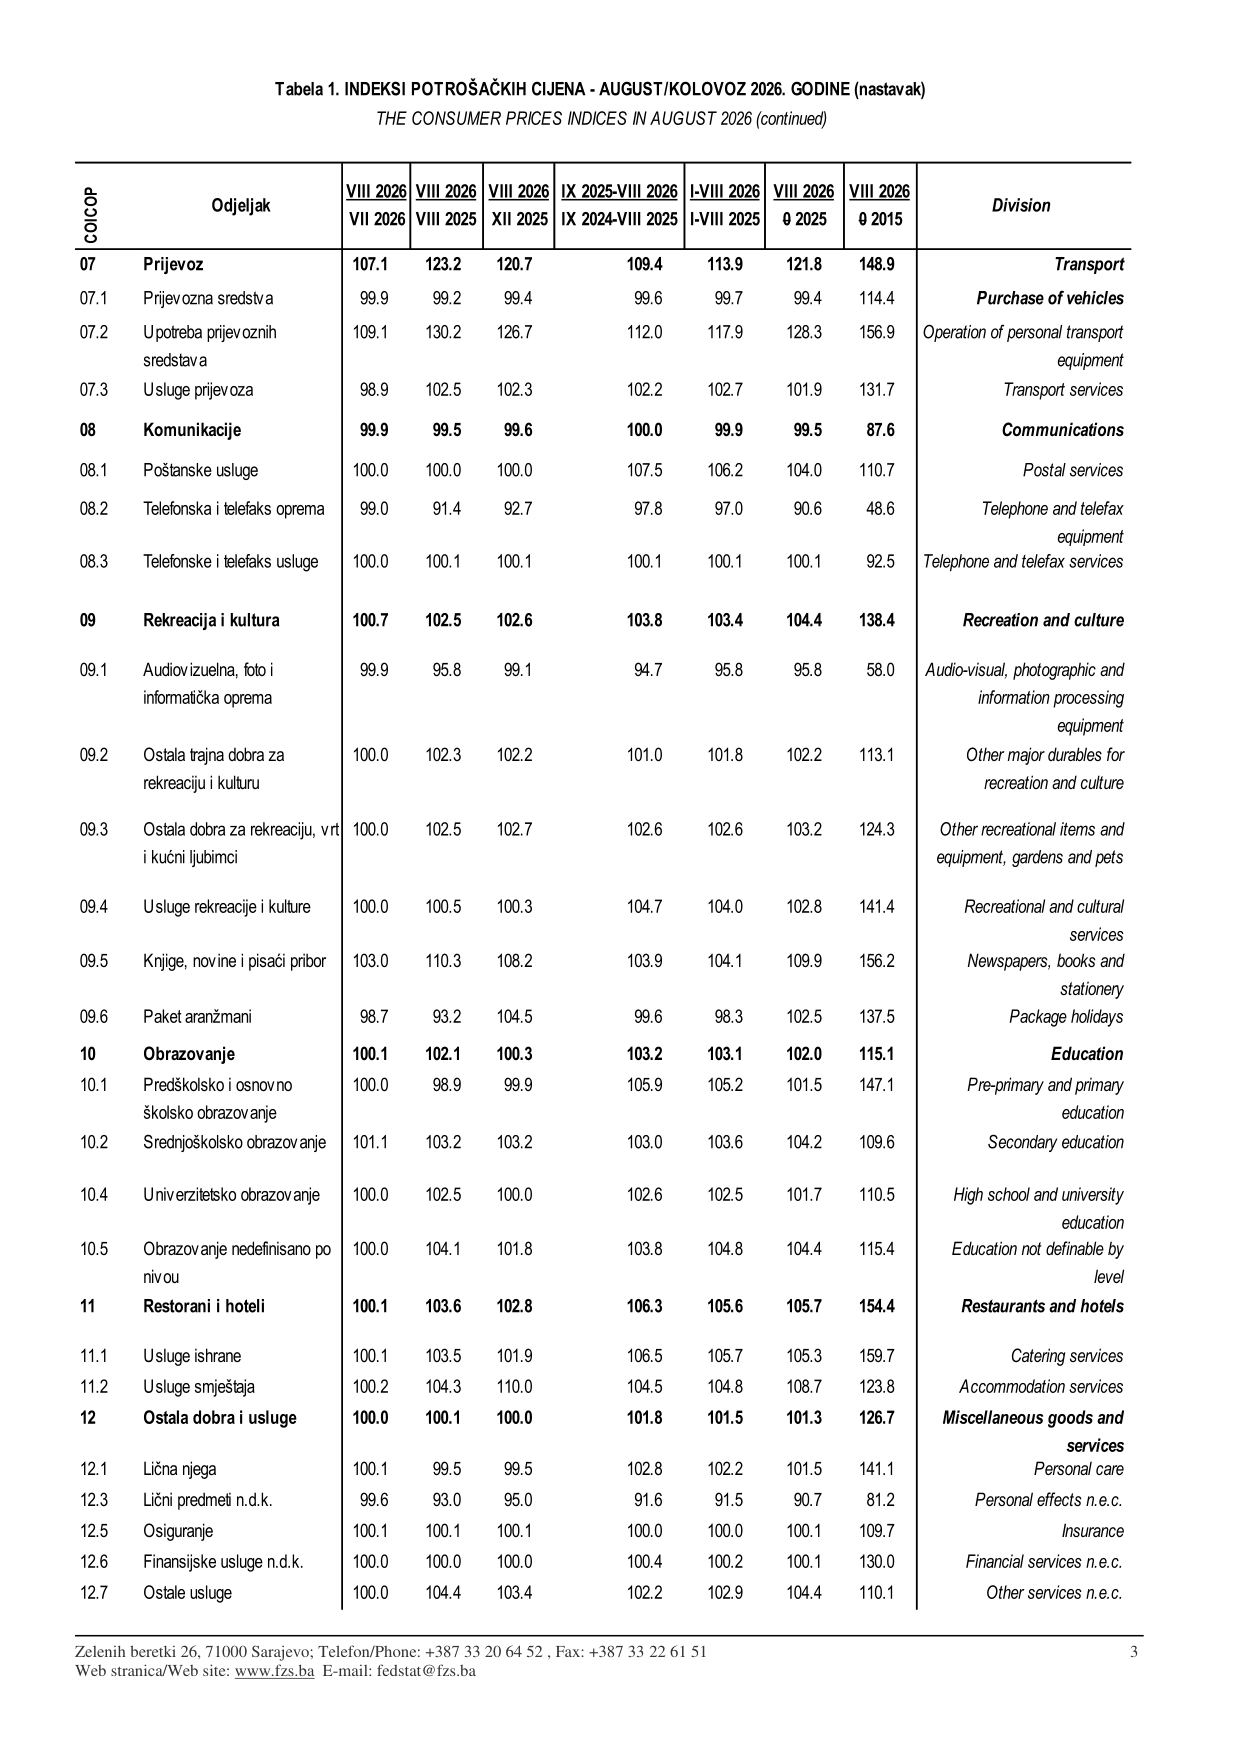 Tabela 1. INDEKSI POTROŠAČKIH CIJENA - AUGUST/KOLOVOZ 2026. GODINE (nastavak)
THE CONSUMER PRICES INDICES IN AUGUST 2026 (continued)
COICOP Odjeljak VIII 2026 VIII 2026 VIII 2026 IX 2025-VIII 2026 I-VIII 2026 VIII 2026 VIII 2026 Division
VII 2026 VIII 2025 XII 2025 IX 2024-VIII 2025 I-VIII 2025 0 2025 0 2015
07 Prijevoz 107.1 123.2 120.7 109.4 113.9 121.8 148.9 Transport
07.1 Prijevozna sredstva 99.9 99.2 99.4 99.6 99.7 99.4 114.4 Purchase of vehicles
07.2 Upotreba prijevoznih 109.1 130.2 126.7 112.0 117.9 128.3 156.9 Operation of personal transport
sredstava equipment
07.3 Usluge prijevoza 98.9 102.5 102.3 102.2 102.7 101.9 131.7 Transport services
08 Komunikacije 99.9 99.5 99.6 100.0 99.9 99.5 87.6 Communications
08.1 Poštanske usluge 100.0 100.0 100.0 107.5 106.2 104.0 110.7 Postal services
08.2 Telefonska i telefaks oprema 99.0 91.4 92.7 97.8 97.0 90.6 48.6 Telephone and telefax
equipment
08.3 Telefonske i telefaks usluge 100.0 100.1 100.1 100.1 100.1 100.1 92.5 Telephone and telefax services
09 Rekreacija i kultura 100.7 102.5 102.6 103.8 103.4 104.4 138.4 Recreation and culture
09.1 Audiovizuelna, foto i 99.9 95.8 99.1 94.7 95.8 95.8 58.0 Audio-visual, photographic and
informatička oprema information processing
equipment
09.2 Ostala trajna dobra za 100.0 102.3 102.2 101.0 101.8 102.2 113.1 Other major durables for
rekreaciju i kulturu recreation and culture
09.3 Ostala dobra za rekreaciju, vrt 100.0 102.5 102.7 102.6 102.6 103.2 124.3 Other recreational items and
i kućni ljubimci equipment, gardens and pets
09.4 Usluge rekreacije i kulture 100.0 100.5 100.3 104.7 104.0 102.8 141.4 Recreational and cultural
services
09.5 Knjige, novine i pisaći pribor 103.0 110.3 108.2 103.9 104.1 109.9 156.2 Newspapers, books and
stationery
09.6 Paket aranžmani 98.7 93.2 104.5 99.6 98.3 102.5 137.5 Package holidays
10 Obrazovanje 100.1 102.1 100.3 103.2 103.1 102.0 115.1 Education
10.1 Predškolsko i osnovno 100.0 98.9 99.9 105.9 105.2 101.5 147.1 Pre-primary and primary
školsko obrazovanje education
10.2 Srednjoškolsko obrazovanje 101.1 103.2 103.2 103.0 103.6 104.2 109.6 Secondary education
10.4 Univerzitetsko obrazovanje 100.0 102.5 100.0 102.6 102.5 101.7 110.5 High school and university
education
10.5 Obrazovanje nedefinisano po 100.0 104.1 101.8 103.8 104.8 104.4 115.4 Education not definable by
nivou level
11 Restorani i hoteli 100.1 103.6 102.8 106.3 105.6 105.7 154.4 Restaurants and hotels
11.1 Usluge ishrane 100.1 103.5 101.9 106.5 105.7 105.3 159.7 Catering services
11.2 Usluge smještaja 100.2 104.3 110.0 104.5 104.8 108.7 123.8 Accommodation services
12 Ostala dobra i usluge 100.0 100.1 100.0 101.8 101.5 101.3 126.7 Miscellaneous goods and
services
12.1 Lična njega 100.1 99.5 99.5 102.8 102.2 101.5 141.1 Personal care
12.3 Lični predmeti n.d.k. 99.6 93.0 95.0 91.6 91.5 90.7 81.2 Personal effects n.e.c.
12.5 Osiguranje 100.1 100.1 100.1 100.0 100.0 100.1 109.7 Insurance
12.6 Finansijske usluge n.d.k. 100.0 100.0 100.0 100.4 100.2 100.1 130.0 Financial services n.e.c.
12.7 Ostale usluge 100.0 104.4 103.4 102.2 102.9 104.4 110.1 Other services n.e.c.
Zelenih beretki 26, 71000 Sarajevo; Telefon/Phone: +387 33 20 64 52 , Fax: +387 33 22 61 51 3
Web stranica/Web site: www.fzs.ba E-mail: fedstat@fzs.ba